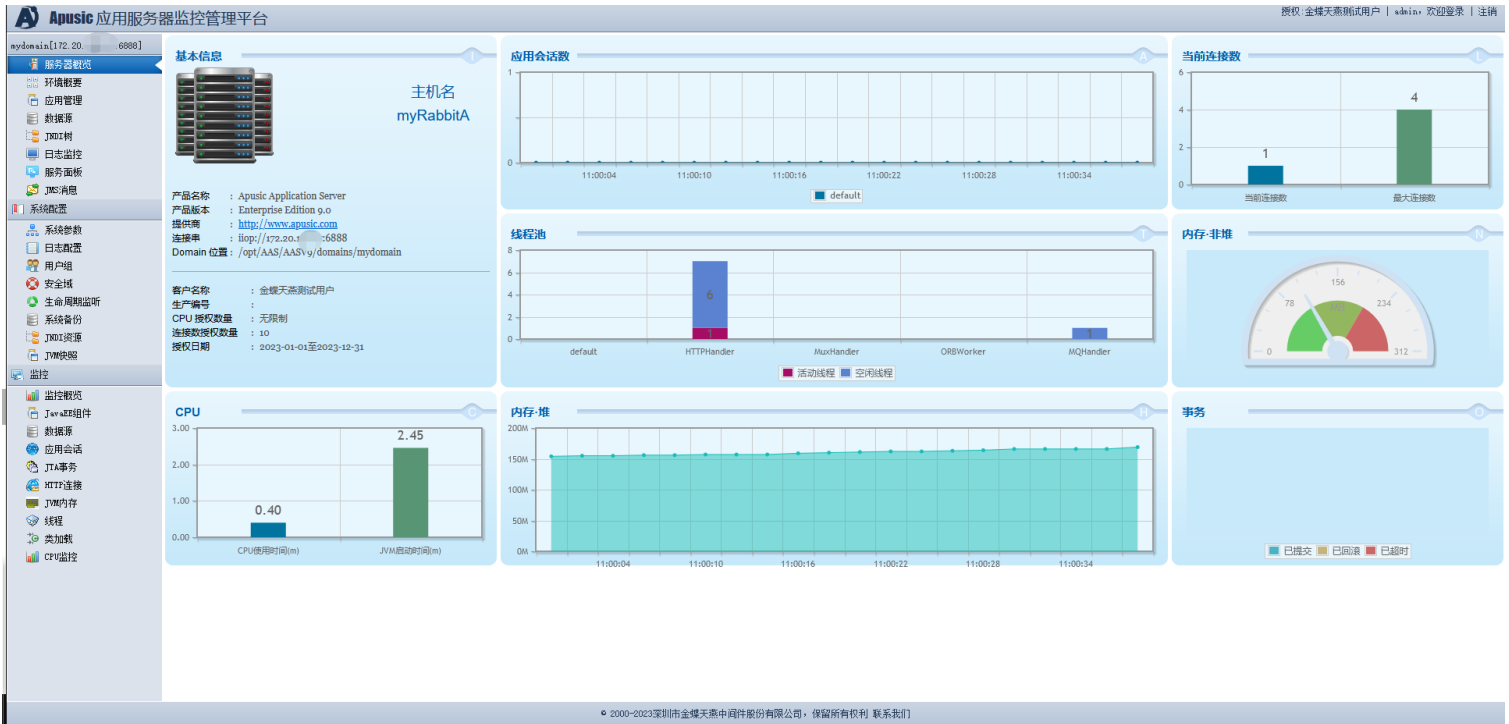 Apusic 应用服务器监控管理平台
授权:金蝶天燕测试用户 | admin, 欢迎登录 | 注销
mydomain[172.20. .6888]
服务器概览
环境概要
应用管理
数据源
JNDI树
日志监控
服务面板
JMS消息
系统配置
系统参数
日志配置
用户组
安全域
生命周期监听
系统备份
JNDI资源
JVM快照
监控
监控概览
JavaEE组件
数据源
应用会话
JTA事务
HTTP连接
JVM内存
线程
类加载
CPU监控
基本信息
I
主机名
myRabbitA
产品名称 : Apusic Application Server
产品版本 : Enterprise Edition 9.0
提供商 : http://www.apusic.com
连接串 : iiop://172.20.1 :6888
Domain 位置 : /opt/AAS/AASV9/domains/mydomain
客户名称 : 金蝶天燕测试用户
生产编号 :
CPU 授权数量 : 无限制
连接数授权数量 : 10
授权日期 : 2023-01-01至2023-12-31
应用会话数
A
1
0
11:00:04 11:00:10 11:00:16 11:00:22 11:00:28 11:00:34
default
当前连接数
L
6
4
2
0
1
4
当前连接数 最大连接数
线程池
T
8
6
4
2
0
6
1
1
default HTTPHandler MuxHandler ORBWorker MQHandler
活动线程 空闲线程
内存-非堆
N
0
78
156
234
312
CPU
C
3.00
2.00
1.00
0.00
0.40
2.45
CPU使用时间(m) JVM启动时间(m)
内存-堆
H
200M
150M
100M
50M
0M
11:00:04 11:00:10 11:00:16 11:00:22 11:00:28 11:00:34
事务
O
已提交 已回滚 已超时
© 2000-2023深圳市金蝶天燕中间件股份有限公司, 保留所有权利 联系我们